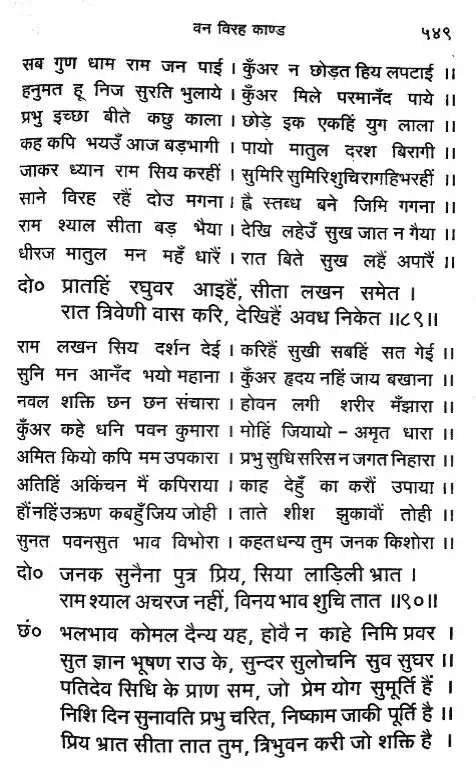 वन विरह काण्ड ५४९
सब गुण धाम राम जन पाई । कुँअर न छोड़त हिय लपटाई ॥
हनुमत हू निज सुरति भुलाये । कुँअर मिले परमानँद पाये ॥
प्रभु इच्छा बीते कछु काला । छोड़े इक एकहिं युग लाला ॥
कह कपि भयउँ आज बड़भागी । पायो मातुल दरश बिरागी ॥
जाकर ध्यान राम सिय करहीं । सुमिरि सुमिरि शुचि रागहिं भरहीं ॥
साने विरह रहैं दोउ मगना । ह्वै स्तब्ध बने जिमि गगना ॥
राम श्याल सीता बड़ भैया । देखि लहेउँ सुख जात न गैया ॥
धीरज मातुल मन महँ धारैं । रात बिते सुख लहैं अपारैं ॥
दो० प्रातहिं रघुवर आइहैं, सीता लखन समेत ।
रात त्रिवेणी वास करि, देखिहैं अवध निकेत ॥८९॥
राम लखन सिय दर्शन देई । करिहैं सुखी सबहिं सत गेई ॥
सुनि मन आनँद भयो महाना । कुँअर हृदय नहिं जाय बखाना ॥
नवल शक्ति छन छन संचारा । होवन लगी शरीर मँझारा ॥
कुँअर कहे धनि पवन कुमारा । मोहिं जियायो – अमृत धारा ॥
अमित कियो कपि मम उपकारा । प्रभु सुधि सरिस न जगत निहारा ॥
अतिहिं अकिंचन मैं कपिराया । काह देहुँ का करौं उपाया ॥
हौं नहिं उऋण कबहुँ जिय जोही । ताते शीश झुकावौं तोही ॥
सुनत पवनसुत भाव विभोरा । कहत धन्य तुम जनक किशोरा ॥
दो० जनक सुनैना पुत्र प्रिय, सिया लाड़िली भ्रात ।
राम श्याल अचरज नहीं, विनय भाव शुचि तात ॥९०॥
छं० भलभाव कोमल दैन्य यह, होवै न काहे निमि प्रवर ।
सुत ज्ञान भूषण राउ के, सुन्दर सुलोचनि सुव सुघर ॥
पतिदेव सिधि के प्राण सम, जो प्रेम योग सुमूर्ति हैं ।
निशि दिन सुनावति प्रभु चरित, निष्काम जाकी पूर्ति है ॥
प्रिय भ्रात सीता तात तुम, त्रिभुवन करी जो शक्ति है ।